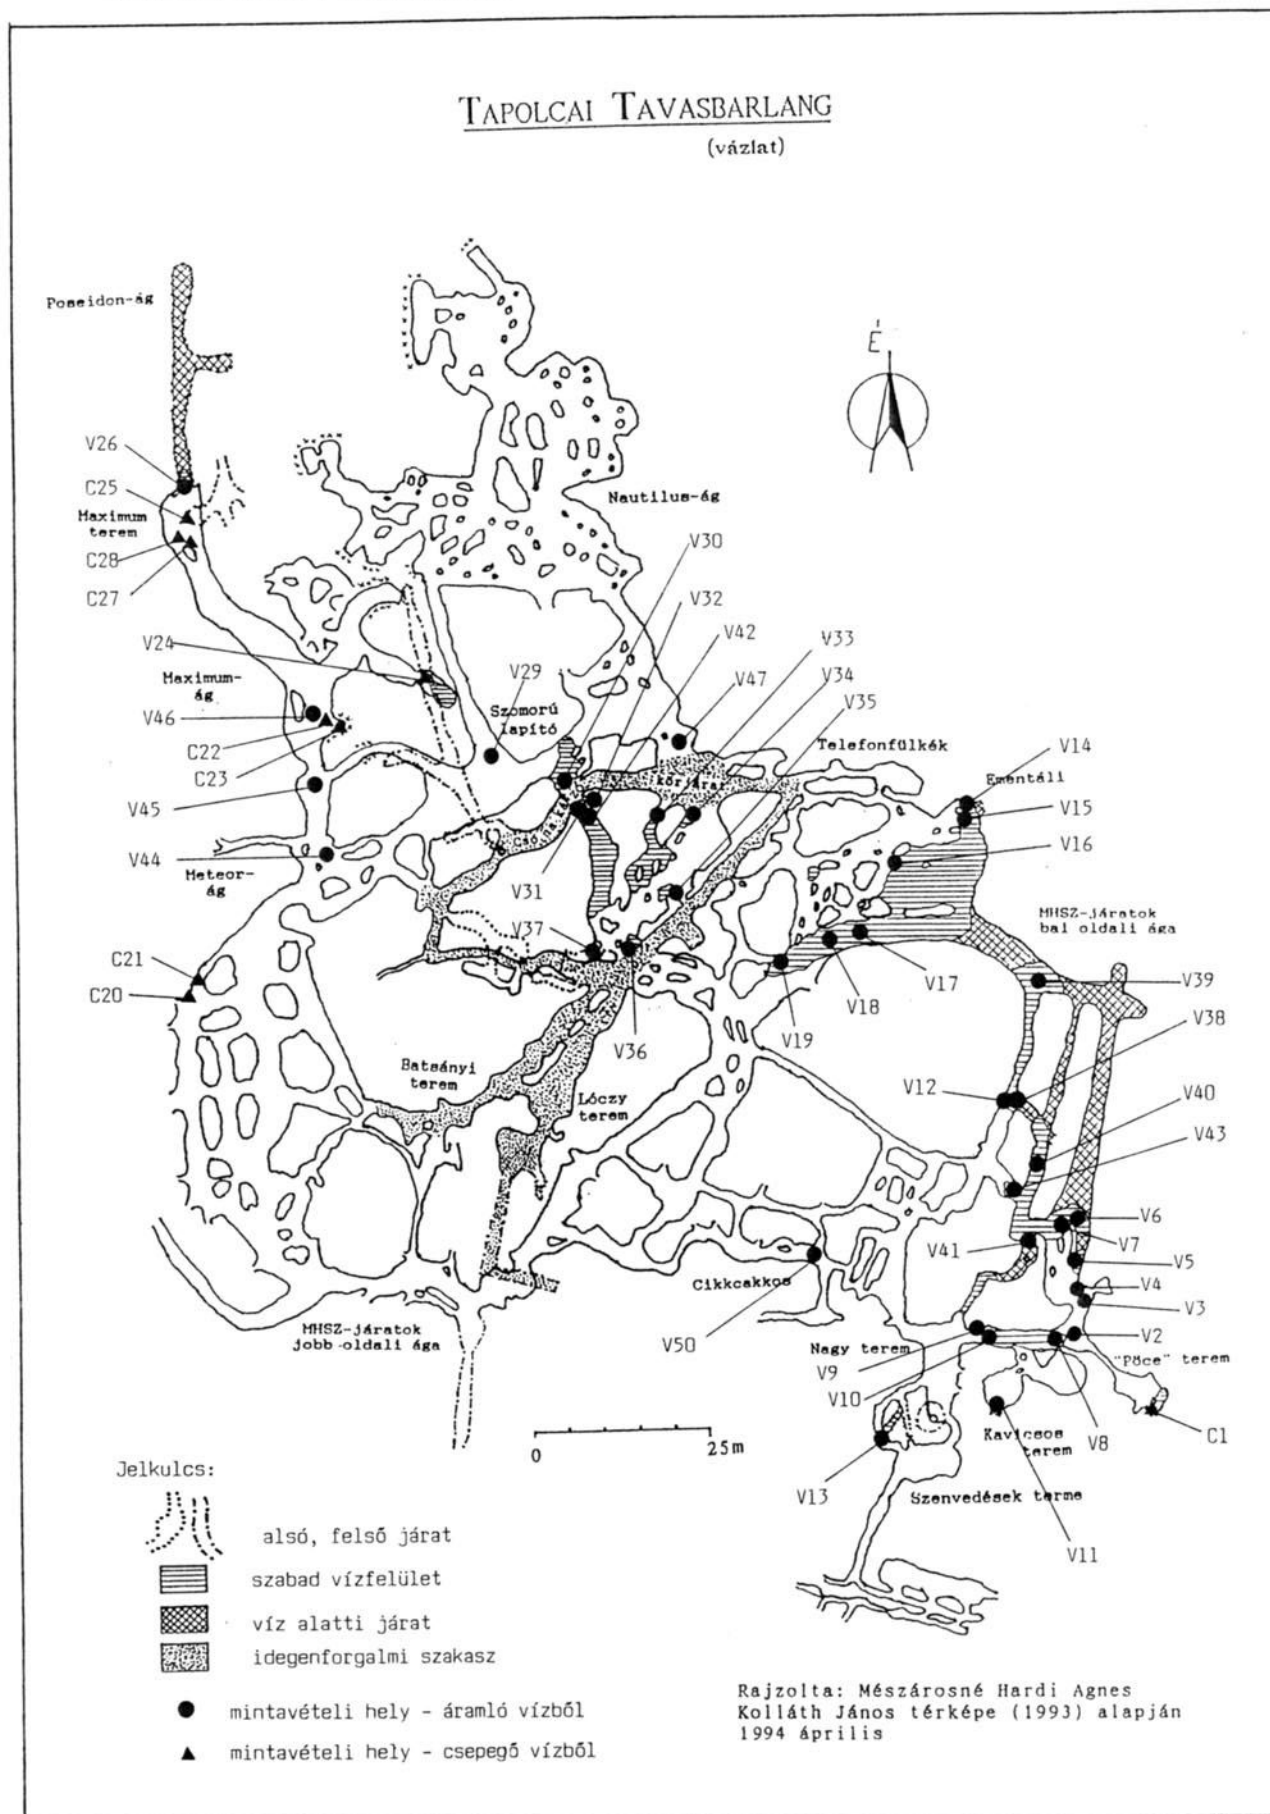 TAPOLCAI TAVASBARLANG
(vázlat)
Poseidon-ág
É
V26
C25
Maximum
terem
C28
C27
Nautilus-ág
V30
V32
V42
V33
V34
V35
V24
Maximum-
ág
V46
C22
C23
V45
V44
Meteor-
ág
V29
Szomorú
lapító
V47
Telefonfülkék
körjárat
Csónak
V14
Ementáli
V15
V16
V31
V37
MHSZ-járatok
bal oldali ága
C21
C20
V17
V18
V19
V39
V38
V36
Batsányi
terem
Lóczy
terem
V12
V40
V43
V6
V7
V41
V5
V4
V3
Cikkcakkos
V50
MHSZ-járatok
jobb oldali ága
Nagy terem
V2
"Pöce" terem
V9
V10
V8
C1
Kavicsos
terem
V13
Szenvedések terme
V11
0 25m
Jelkulcs:
alsó, felső járat
szabad vízfelület
víz alatti járat
idegenforgalmi szakasz
mintavételi hely - áramló vízből
mintavételi hely - csepegő vízből
Rajzolta: Mészárosné Hardi Agnes
Kolláth János térképe (1993) alapján
1994 április